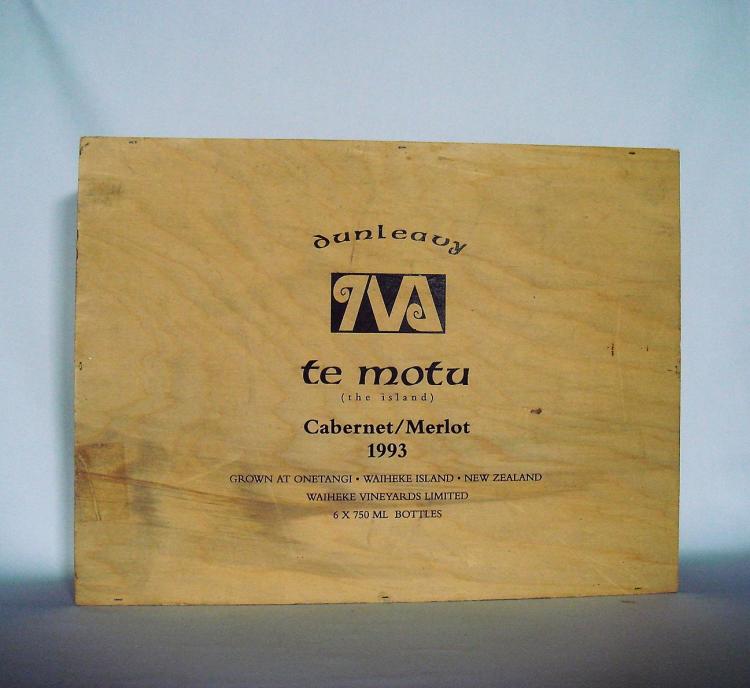 dunleavy
te motu
(the island)
Cabernet/Merlot
1993
GROWN AT ONETANGI • WAIHEKE ISLAND • NEW ZEALAND
WAIHEKE VINEYARDS LIMITED
6 X 750 ML BOTTLES